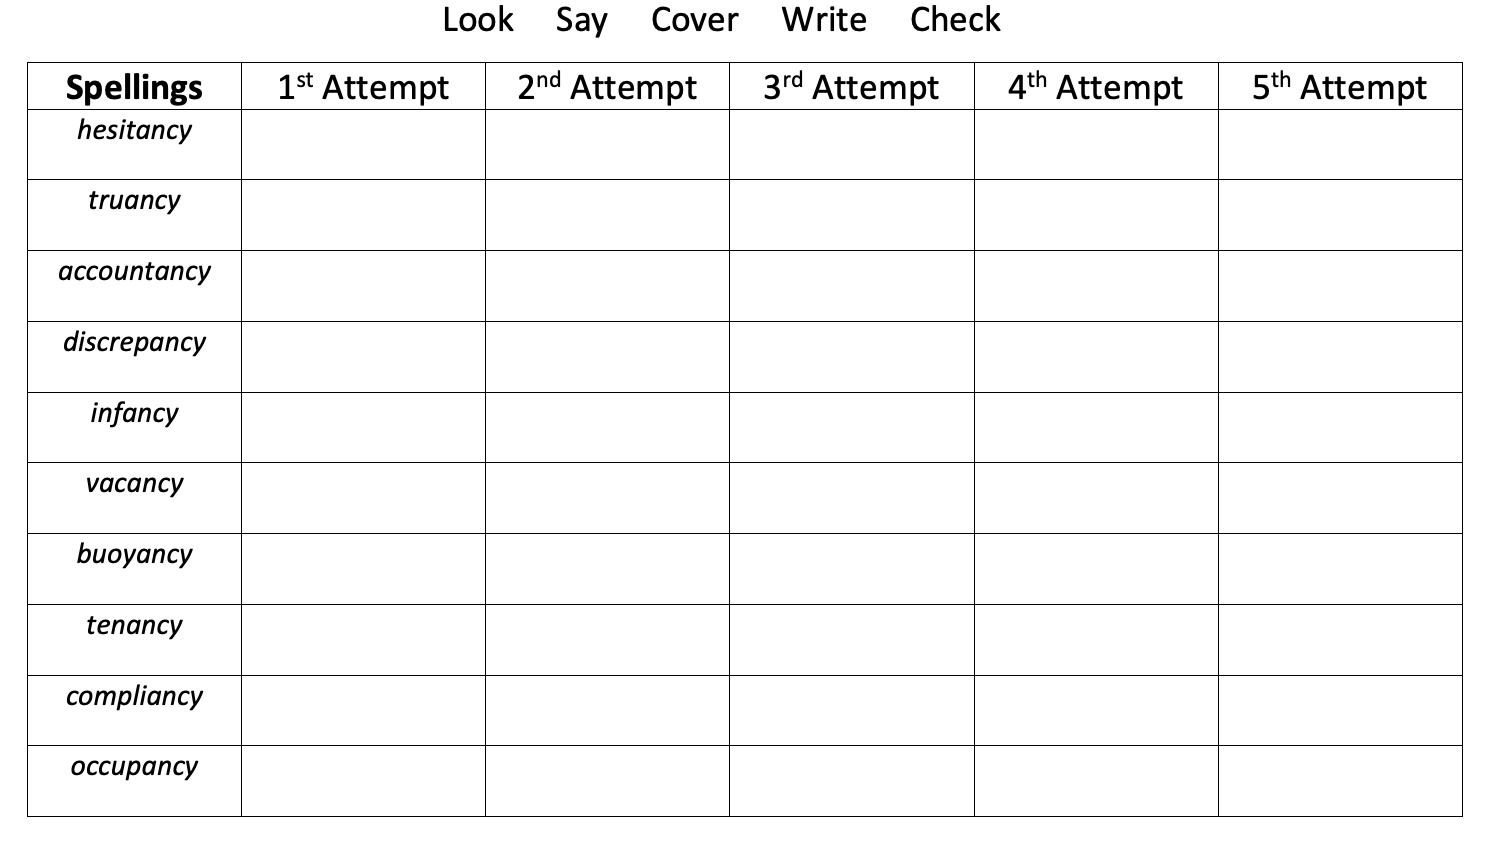 Look Say Cover Write Check
Spellings 1st Attempt 2nd Attempt 3rd Attempt 4th Attempt 5th Attempt
hesitancy
truancy
accountancy
discrepancy
infancy
vacancy
buoyancy
tenancy
compliancy
occupancy